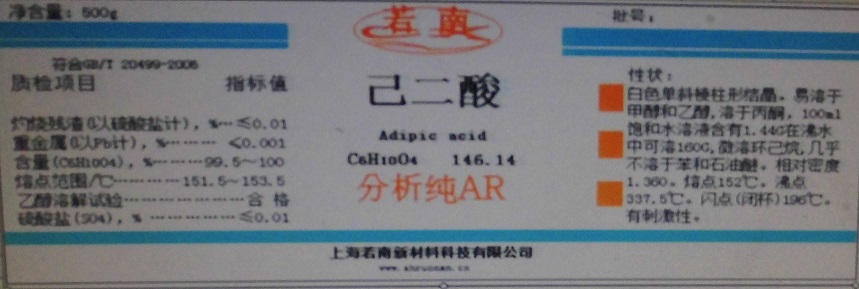 净含量：500g
符合GB/T 20499-2006
质检项目 指标值
灼烧残渣(以硫酸盐计)，%…≤0.01
重金属(以Pb计)，%……… ≤0.001
含量(C6H10O4)，%……… 99.5~100
熔点范围/℃…………151.5~153.5
乙醇溶解试验………………合 格
硫酸盐(SO4)，% ………………≤0.01
若南
己二酸
Adipic acid
C6H10O4 146.14
分析纯AR
批号：
性状：
白色单斜棱柱形结晶。易溶于
甲醇和乙醇,溶于丙酮，100ml
饱和水溶液含有1.44G在沸水
中可溶160G,微溶环己烷,几乎
不溶于苯和石油醚。相对密度
1.360。熔点152℃。沸点
337.5℃。闪点(闭杯)196℃。
有刺激性。
上海若南新材料科技有限公司
www.shruonan.cn